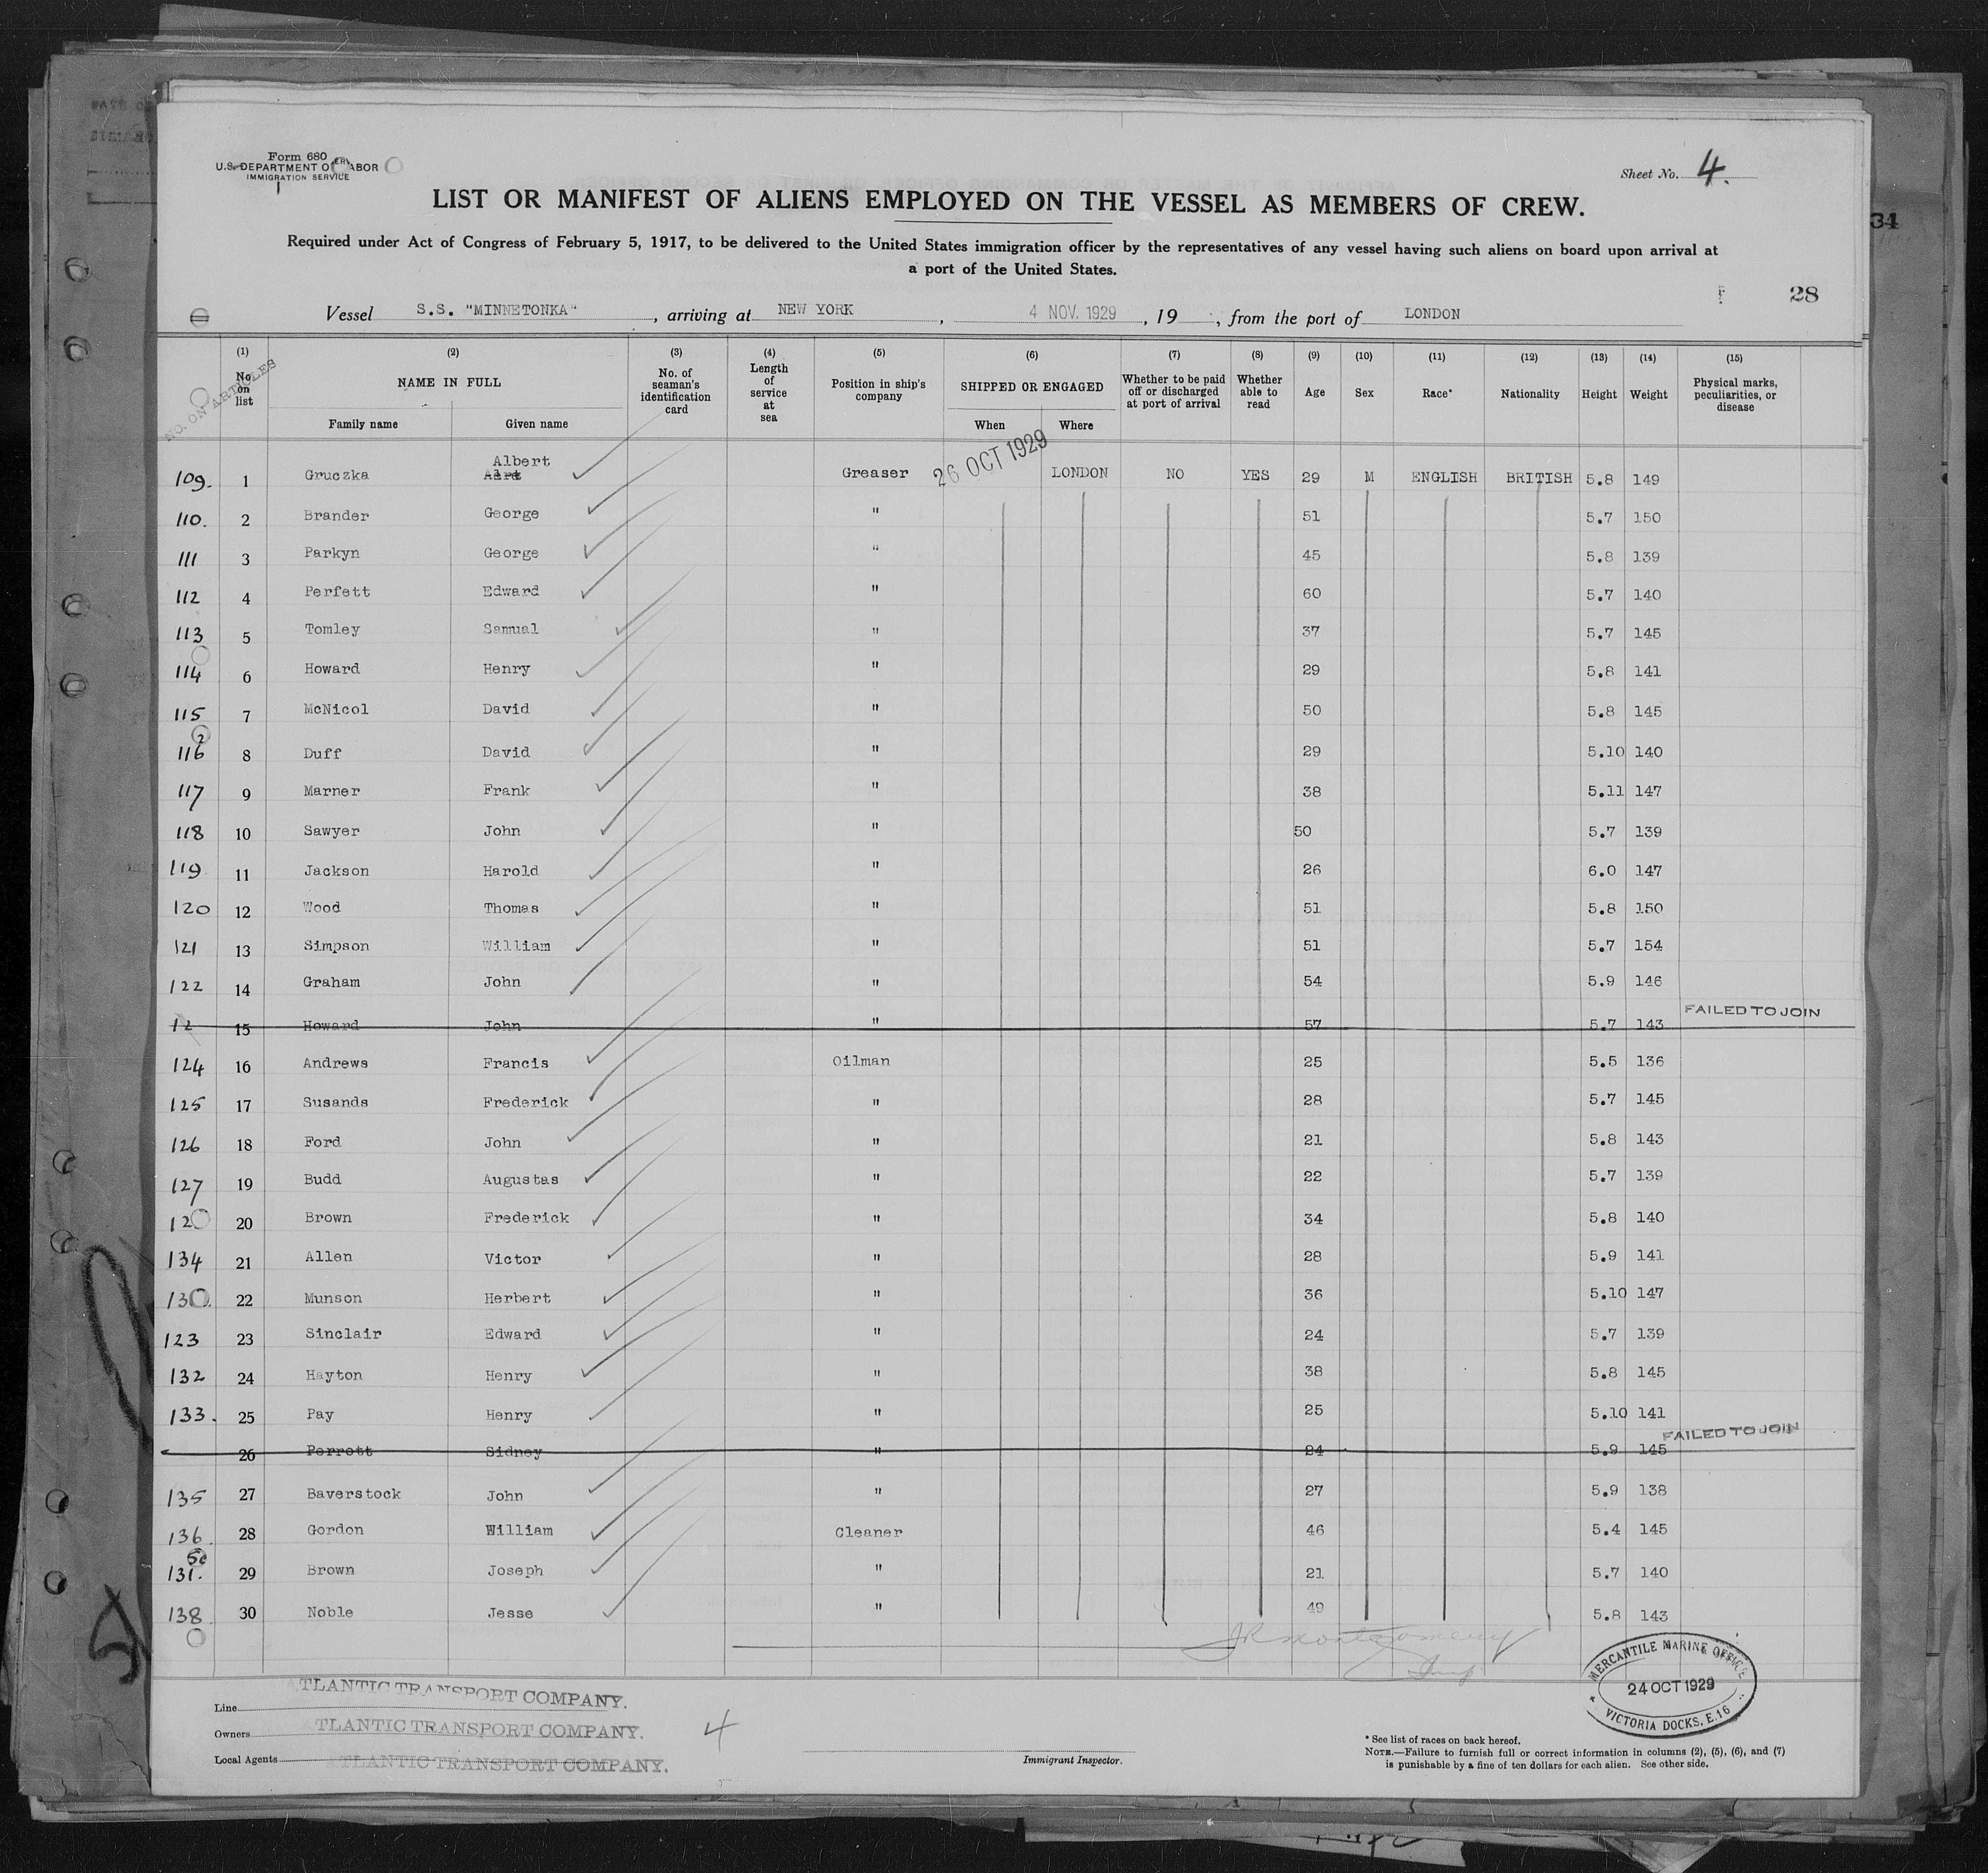 Form 680
U.S. DEPARTMENT OF LABOR
IMMIGRATION SERVICE
Sheet No. 4.
LIST OR MANIFEST OF ALIENS EMPLOYED ON THE VESSEL AS MEMBERS OF CREW.
Required under Act of Congress of February 5, 1917, to be delivered to the United States immigration officer by the representatives of any vessel having such aliens on board upon arrival at
a port of the United States.
34
28
Vessel S.S. "MINNETONKA", arriving at NEW YORK, 4 NOV. 1929, 19 , from the port of LONDON
NO. ON ARTICLES
(1) No. on list (2) NAME IN FULL Family name Given name (3) No. of seaman's identification card (4) Length of service at sea (5) Position in ship's company (6) SHIPPED OR ENGAGED When Where (7) Whether to be paid off or discharged at port of arrival (8) Whether able to read (9) Age (10) Sex (11) Race* (12) Nationality (13) Height (14) Weight (15) Physical marks, peculiarities, or disease
Albert
109. 1 Gruczka Greaser 26 OCT 1929 LONDON NO YES 29 M ENGLISH BRITISH 5.8 149
110. 2 Brander George " 51 5.7 150
111 3 Parkyn George " 45 5.8 139
112 4 Perfett Edward " 60 5.7 140
113 5 Tomley Samual " 37 5.7 145
114 6 Howard Henry " 29 5.8 141
115 7 McNicol David " 50 5.8 145
2
116 8 Duff David " 29 5.10 140
117 9 Marner Frank " 38 5.11 147
118 10 Sawyer John " 50 5.7 139
119 11 Jackson Harold " 26 6.0 147
120 12 Wood Thomas " 51 5.8 150
121 13 Simpson William " 51 5.7 154
122 14 Graham John " 54 5.9 146
12 15 Howard John " 57 5.7 143 FAILED TO JOIN
124 16 Andrews Francis Oilman 25 5.5 136
125 17 Susands Frederick " 28 5.7 145
126 18 Ford John " 21 5.8 143
127 19 Budd Augustas " 22 5.7 139
12 20 Brown Frederick " 34 5.8 140
134 21 Allen Victor " 28 5.9 141
130. 22 Munson Herbert " 36 5.10 147
123 23 Sinclair Edward " 24 5.7 139
132 24 Hayton Henry " 38 5.8 145
133. 25 Pay Henry " 25 5.10 141
26 Perrott Sidney " 24 5.9 145 FAILED TO JOIN
135 27 Baverstock John " 27 5.9 138
136 28 Gordon William Cleaner 46 5.4 145
131. 29 Brown Joseph " 21 5.7 140
138 30 Noble Jesse " 49 5.8 143
JR Montgomery
MERCANTILE MARINE OFFICE
24 OCT 1929
VICTORIA DOCKS, E.16
Line ATLANTIC TRANSPORT COMPANY.
Owners ATLANTIC TRANSPORT COMPANY.
Local Agents ATLANTIC TRANSPORT COMPANY.
4
Immigrant Inspector.
* See list of races on back hereof.
NOTE.—Failure to furnish full or correct information in columns (2), (5), (6), and (7)
is punishable by a fine of ten dollars for each alien. See other side.